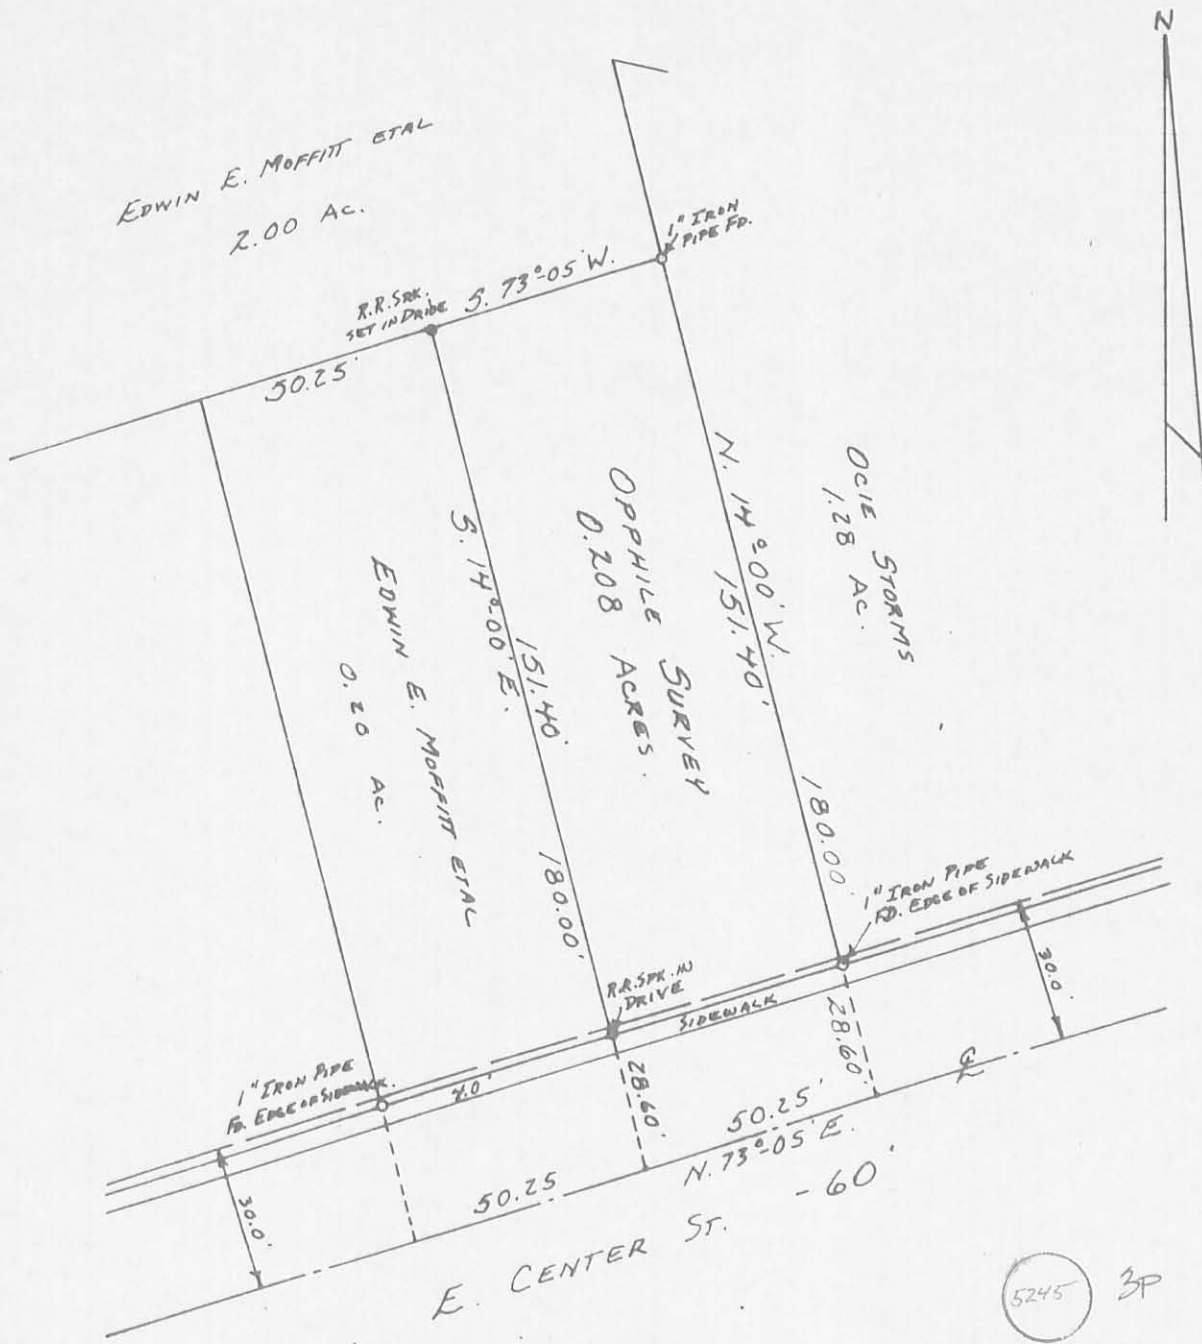 N
EDWIN E. MOFFITT ETAL
2.00 AC.
1" IRON
PIPE FD.
R.R. SPK.
SET IN DRIVE
S. 73°-05' W.
50.25'
N. 14°-00' W.
151.40'
180.00'
OCIE STORMS
1.28 AC.
OPPHILE SURVEY
0.208 ACRES.
S. 14°-00' E.
151.40'
180.00'
EDWIN E. MOFFITT ETAL
0.20 AC.
1" IRON PIPE
FD. EDGE OF SIDEWALK
R.R. SPK. IN
DRIVE
SIDEWALK
30.0'
28.60'
1" IRON PIPE
FD. EDGE OF SIDEWALK.
28.60'
50.25'
N. 73°-05' E.
50.25
30.0'
E. CENTER ST. - 60'
5245
3P